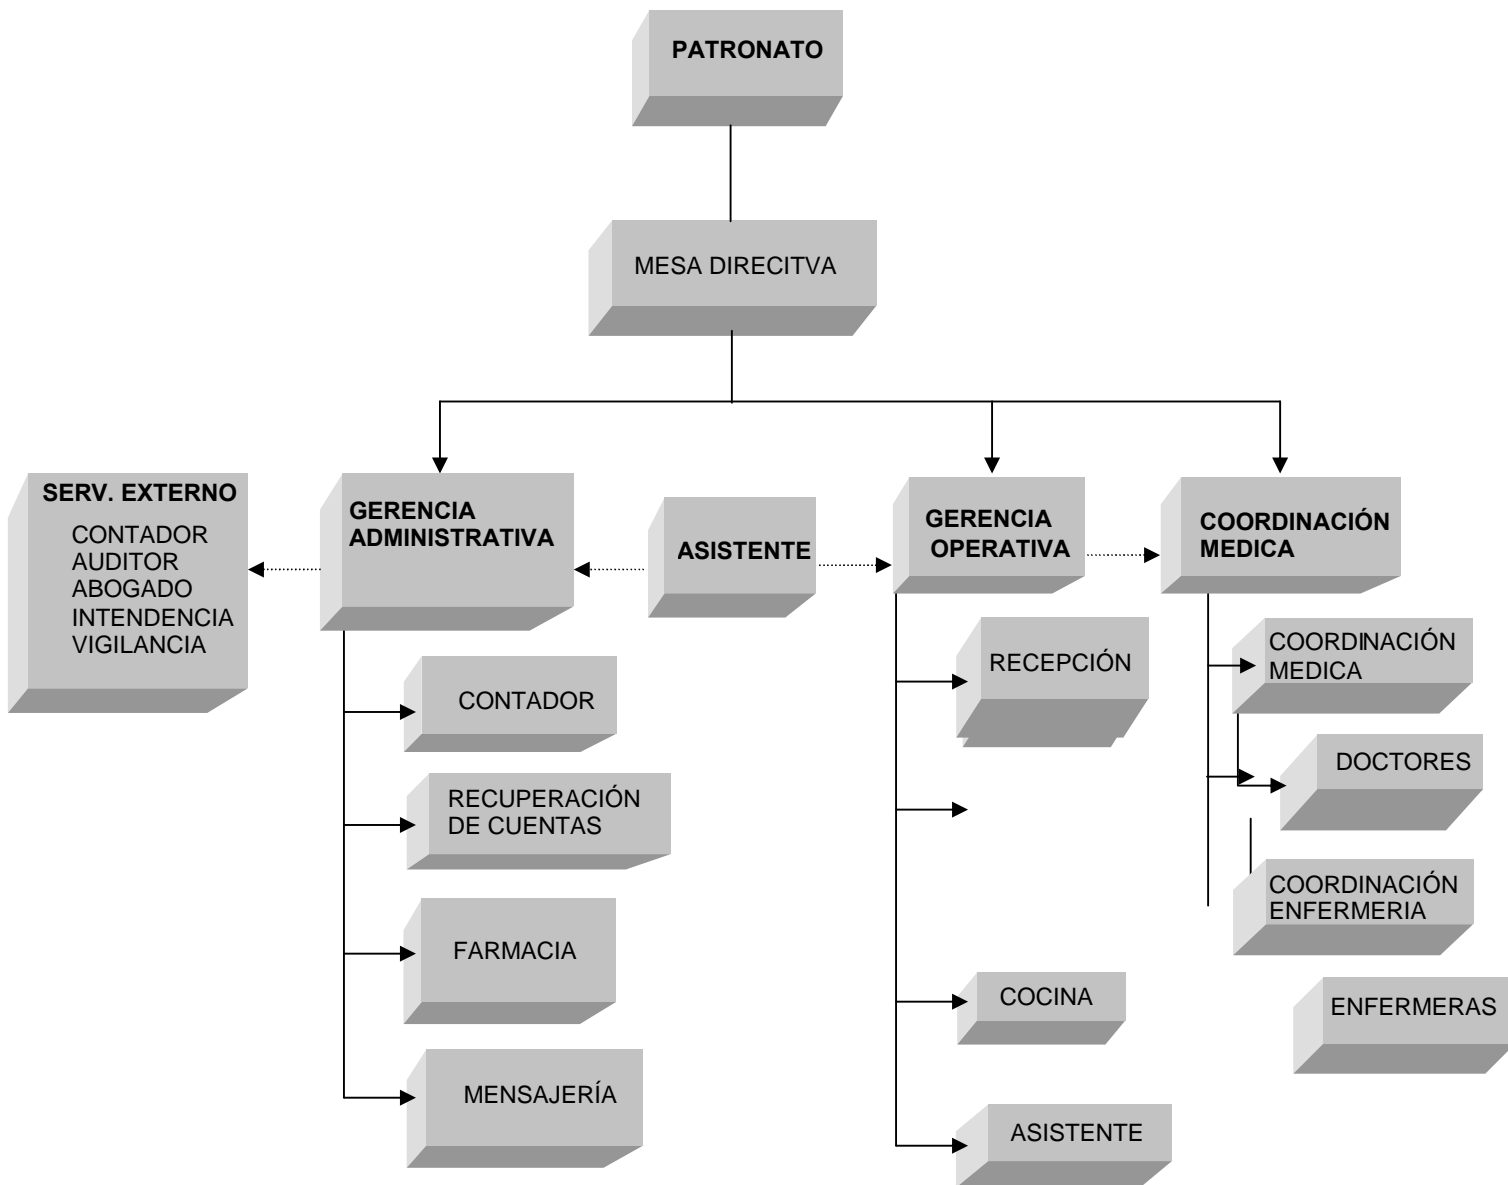 PATRONATO
MESA DIRECITVA
SERV. EXTERNO
CONTADOR
AUDITOR
ABOGADO
INTENDENCIA
VIGILANCIA
GERENCIA
ADMINISTRATIVA
ASISTENTE
GERENCIA
OPERATIVA
COORDINACIÓN
MEDICA
CONTADOR
RECUPERACIÓN
DE CUENTAS
FARMACIA
MENSAJERÍA
RECEPCIÓN
COCINA
ASISTENTE
COORDINACIÓN
MEDICA
DOCTORES
COORDINACIÓN
ENFERMERIA
ENFERMERAS